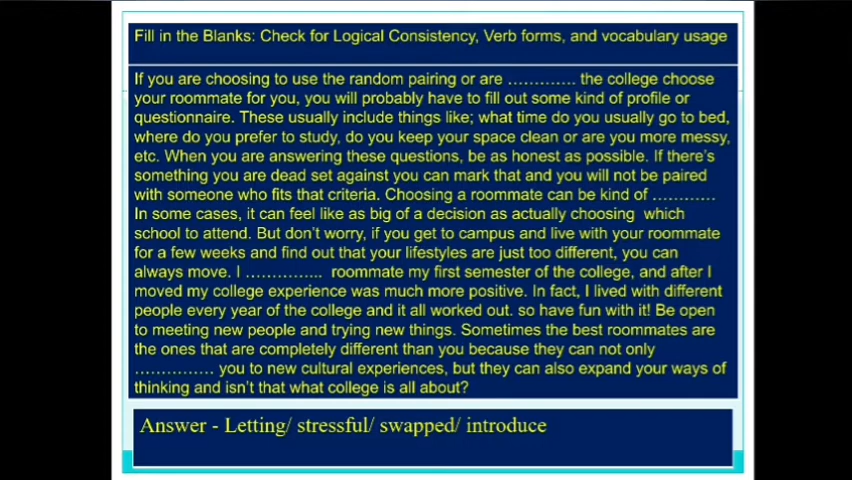 Fill in the Blanks: Check for Logical Consistency, Verb forms, and vocabulary usage
If you are choosing to use the random pairing or are …………. the college choose
your roommate for you, you will probably have to fill out some kind of profile or
questionnaire. These usually include things like; what time do you usually go to bed,
where do you prefer to study, do you keep your space clean or are you more messy,
etc. When you are answering these questions, be as honest as possible. If there's
something you are dead set against you can mark that and you will not be paired
with someone who fits that criteria. Choosing a roommate can be kind of …………
In some cases, it can feel like as big of a decision as actually choosing which
school to attend. But don't worry, if you get to campus and live with your roommate
for a few weeks and find out that your lifestyles are just too different, you can
always move. I ………….. roommate my first semester of the college, and after I
moved my college experience was much more positive. In fact, I lived with different
people every year of the college and it all worked out. so have fun with it! Be open
to meeting new people and trying new things. Sometimes the best roommates are
the ones that are completely different than you because they can not only
…………… you to new cultural experiences, but they can also expand your ways of
thinking and isn't that what college is all about?
Answer - Letting/ stressful/ swapped/ introduce